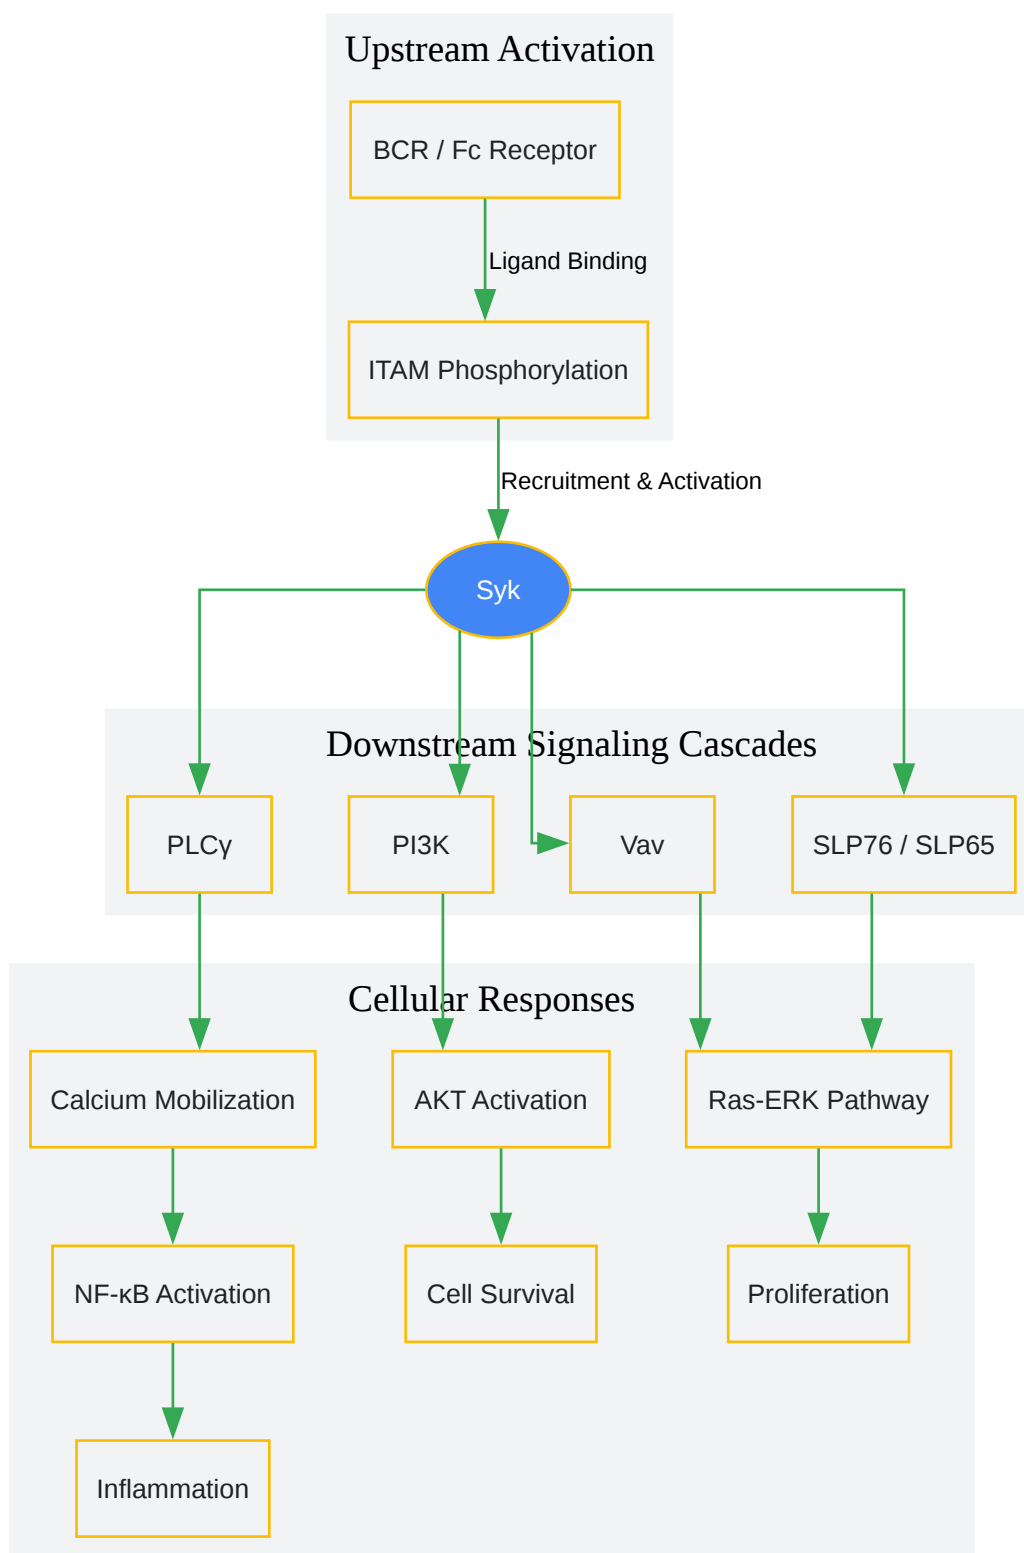 Upstream Activation
BCR / Fc Receptor
Ligand Binding
ITAM Phosphorylation
Recruitment & Activation
Syk
Downstream Signaling Cascades
PLCγ
PI3K
Vav
SLP76 / SLP65
Cellular Responses
Calcium Mobilization
AKT Activation
Ras-ERK Pathway
NF-κB Activation
Cell Survival
Proliferation
Inflammation